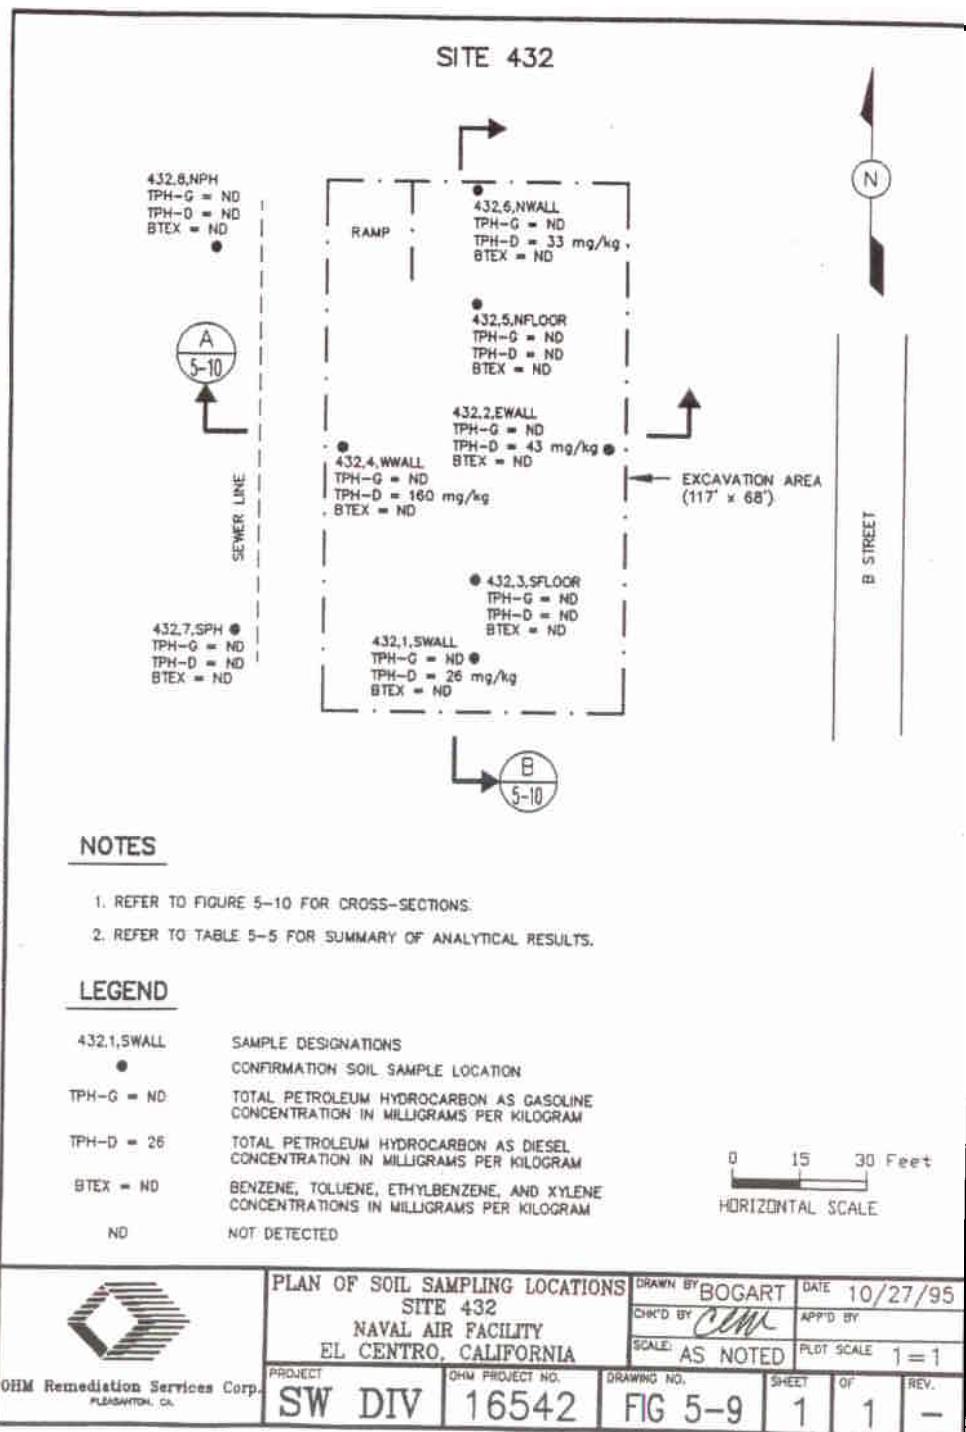 SITE 432
432,8,NPH
TPH-G = ND
TPH-D = ND
BTEX = ND
RAMP
432,6,NWALL
TPH-G = ND
TPH-D = 33 mg/kg
BTEX = ND
N
432,5,NFLOOR
TPH-G = ND
TPH-D = ND
BTEX = ND
A
5-10
432,2,EWALL
TPH-G = ND
TPH-D = 43 mg/kg
BTEX = ND
432,4,WWALL
TPH-G = ND
TPH-D = 160 mg/kg
BTEX = ND
EXCAVATION AREA
(117' x 68')
SEWER LINE
B STREET
432,3,SFLOOR
TPH-G = ND
TPH-D = ND
BTEX = ND
432,7,SPH
TPH-G = ND
TPH-D = ND
BTEX = ND
432,1,SWALL
TPH-G = ND
TPH-D = 26 mg/kg
BTEX = ND
B
5-10
NOTES
1. REFER TO FIGURE 5-10 FOR CROSS-SECTIONS.
2. REFER TO TABLE 5-5 FOR SUMMARY OF ANALYTICAL RESULTS.
LEGEND
432,1,SWALL SAMPLE DESIGNATIONS
CONFIRMATION SOIL SAMPLE LOCATION
TPH-G = ND TOTAL PETROLEUM HYDROCARBON AS GASOLINE
CONCENTRATION IN MILLIGRAMS PER KILOGRAM
TPH-D = 26 TOTAL PETROLEUM HYDROCARBON AS DIESEL
CONCENTRATION IN MILLIGRAMS PER KILOGRAM
BTEX = ND BENZENE, TOLUENE, ETHYLBENZENE, AND XYLENE
CONCENTRATIONS IN MILLIGRAMS PER KILOGRAM
ND NOT DETECTED
0 15 30 Feet
HORIZONTAL SCALE
OHM Remediation Services Corp.
PLEASANTON, CA.
PLAN OF SOIL SAMPLING LOCATIONS
SITE 432
NAVAL AIR FACILITY
EL CENTRO, CALIFORNIA
DRAWN BY BOGART
DATE 10/27/95
CHK'D BY
APP'D BY
SCALE: AS NOTED
PLOT SCALE 1=1
PROJECT
SW DIV
OHM PROJECT NO.
16542
DRAWING NO.
FIG 5-9
SHEET
1
OF
1
REV.
-